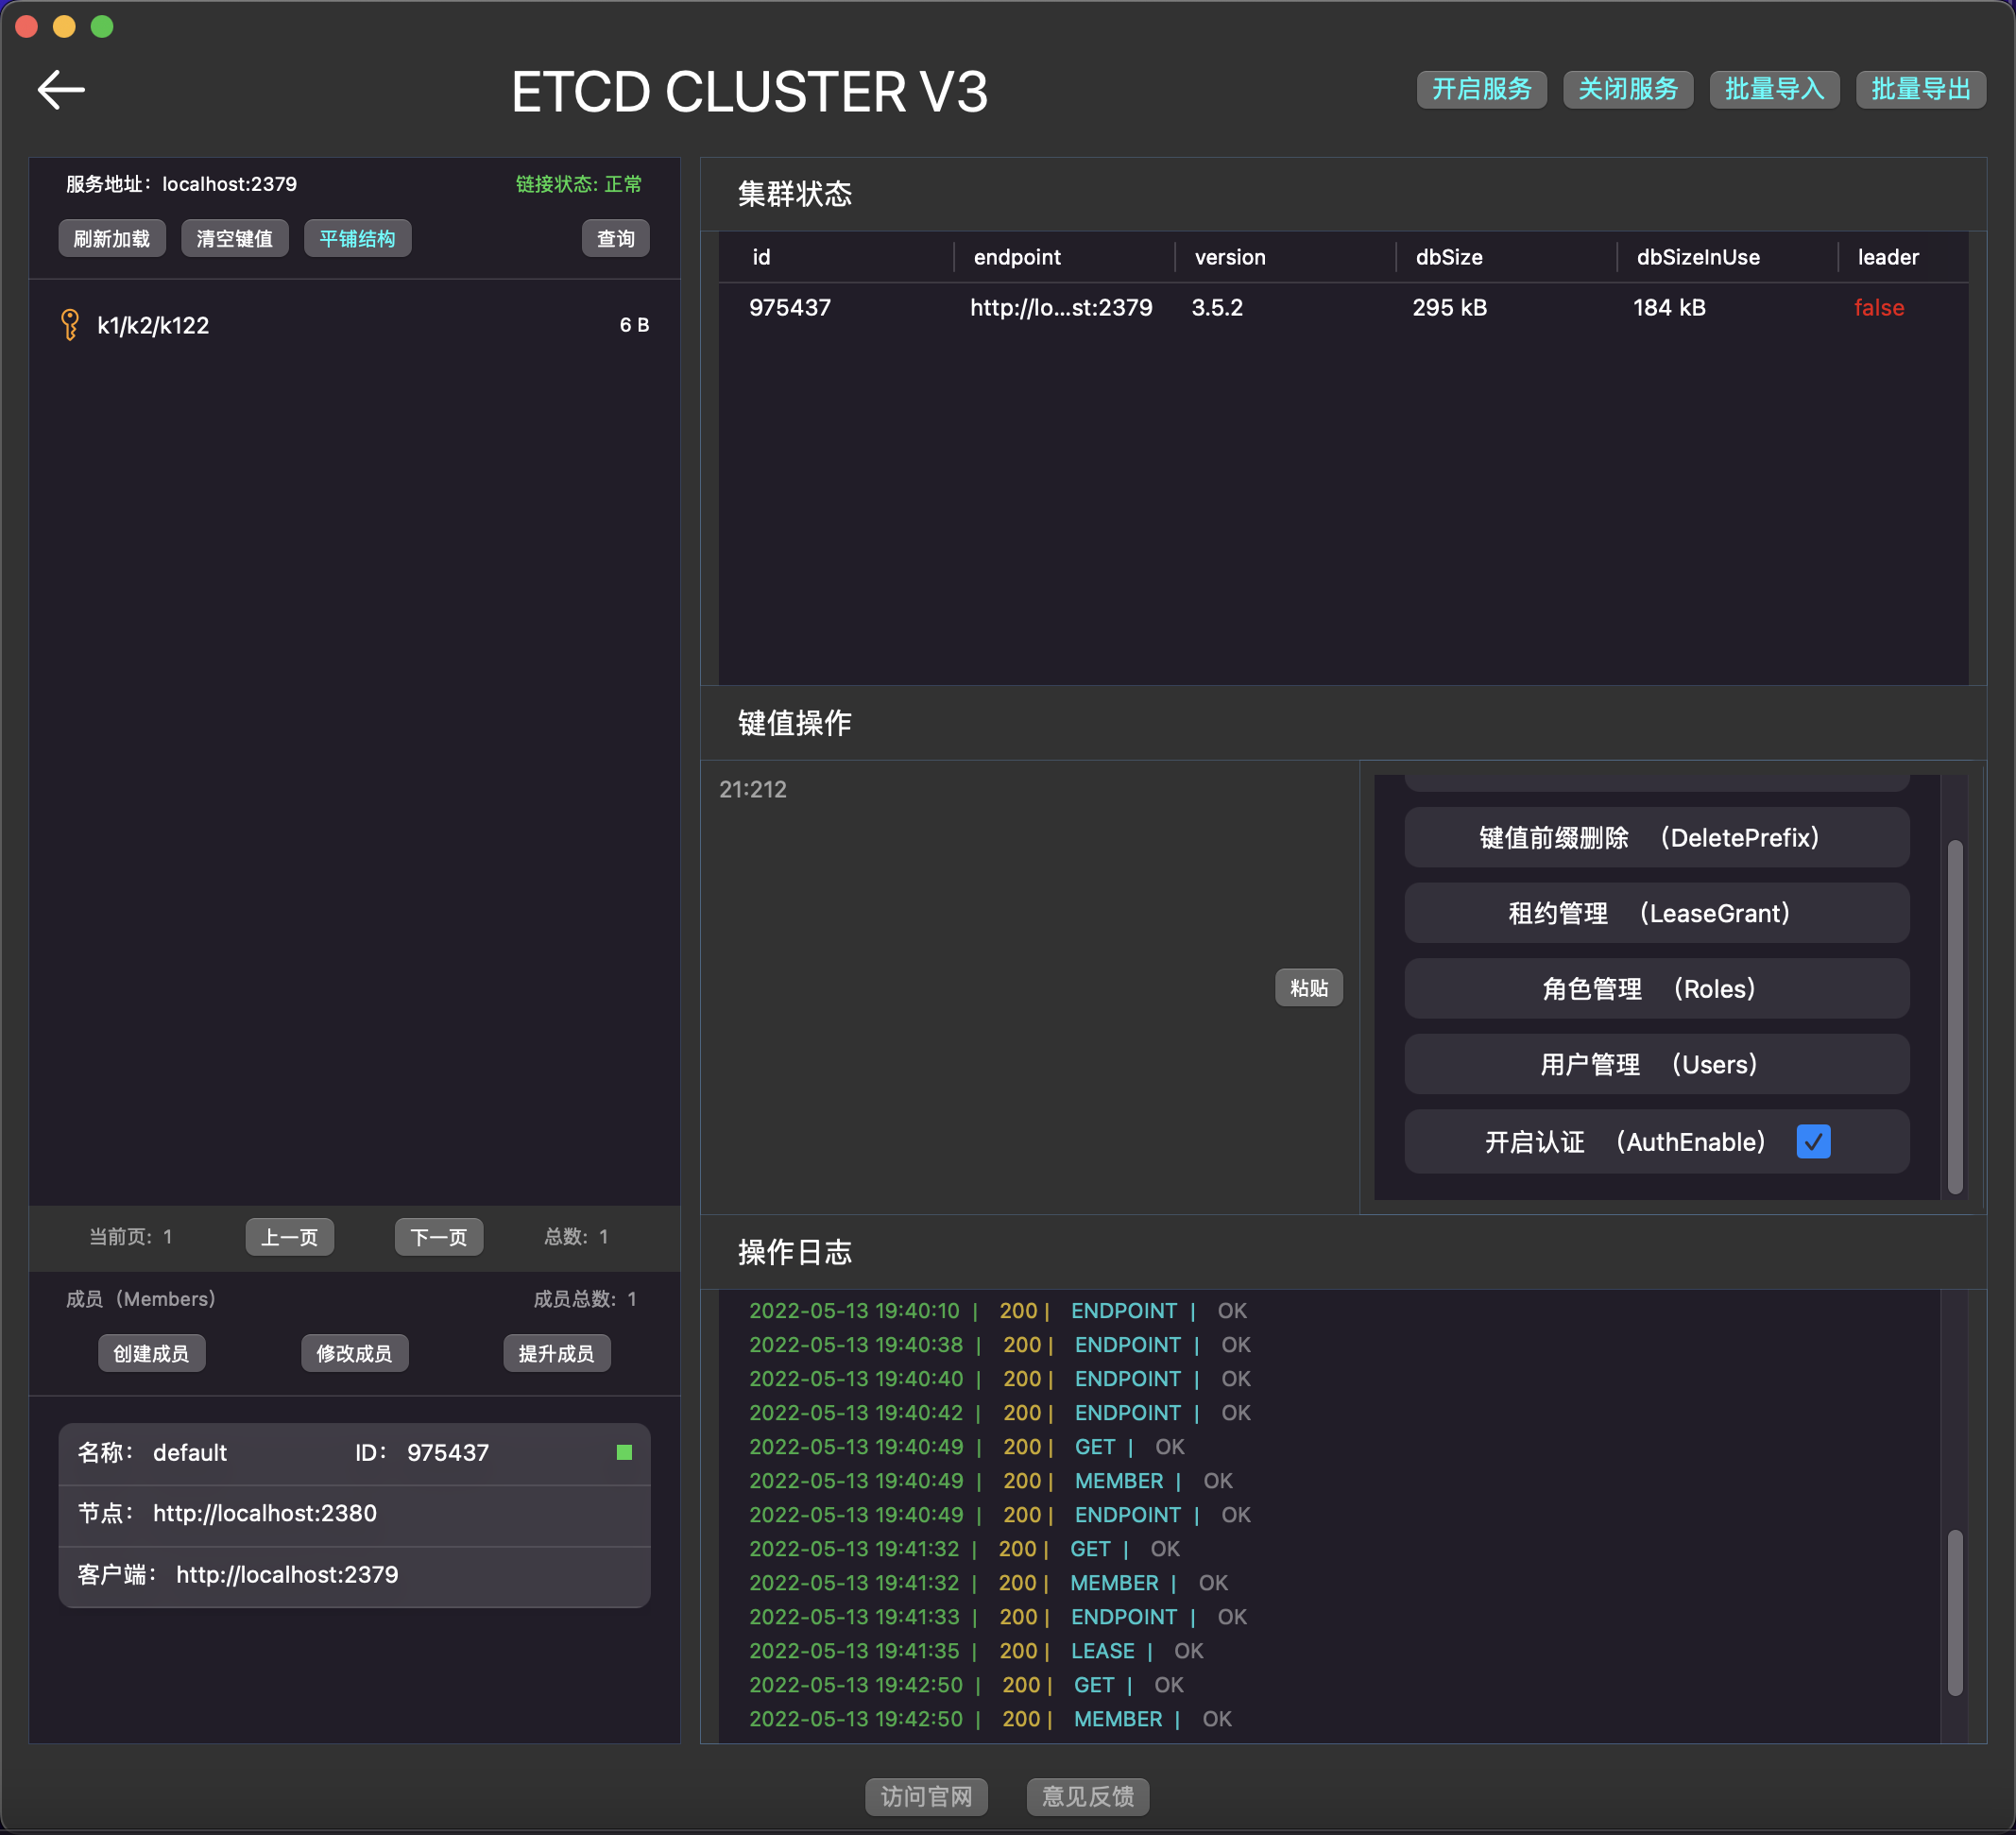 ETCD CLUSTER V3
开启服务 关闭服务 批量导入 批量导出
服务地址：localhost:2379 链接状态: 正常
刷新加载 清空键值 平铺结构 查询
k1/k2/k122 6 B
当前页: 1 上一页 下一页 总数: 1
成员（Members） 成员总数: 1
创建成员 修改成员 提升成员
名称： default ID： 975437
节点： http://localhost:2380
客户端： http://localhost:2379
集群状态
id endpoint version dbSize dbSizeInUse leader
975437 http://lo...st:2379 3.5.2 295 kB 184 kB false
键值操作
21:212
粘贴
键值前缀删除 （DeletePrefix）
租约管理 （LeaseGrant）
角色管理 （Roles）
用户管理 （Users）
开启认证 （AuthEnable）
操作日志
2022-05-13 19:40:10 | 200 | ENDPOINT | OK
2022-05-13 19:40:38 | 200 | ENDPOINT | OK
2022-05-13 19:40:40 | 200 | ENDPOINT | OK
2022-05-13 19:40:42 | 200 | ENDPOINT | OK
2022-05-13 19:40:49 | 200 | GET | OK
2022-05-13 19:40:49 | 200 | MEMBER | OK
2022-05-13 19:40:49 | 200 | ENDPOINT | OK
2022-05-13 19:41:32 | 200 | GET | OK
2022-05-13 19:41:32 | 200 | MEMBER | OK
2022-05-13 19:41:33 | 200 | ENDPOINT | OK
2022-05-13 19:41:35 | 200 | LEASE | OK
2022-05-13 19:42:50 | 200 | GET | OK
2022-05-13 19:42:50 | 200 | MEMBER | OK
访问官网 意见反馈